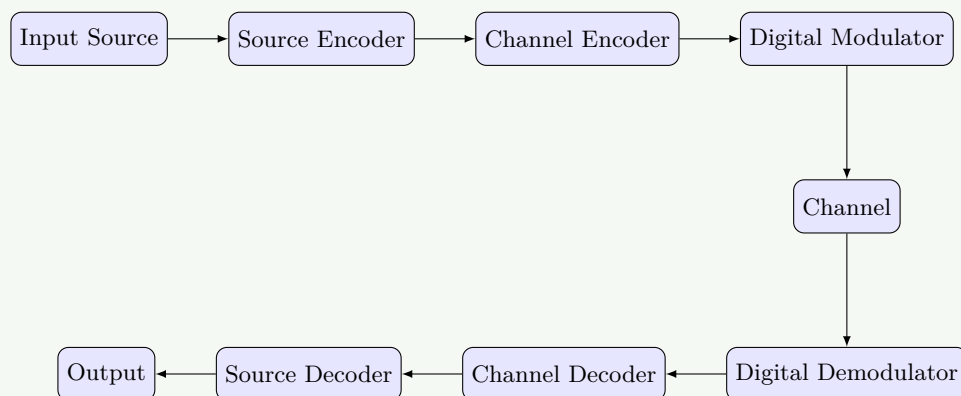 Input Source
Source Encoder
Channel Encoder
Digital Modulator
Channel
Output
Source Decoder
Channel Decoder
Digital Demodulator